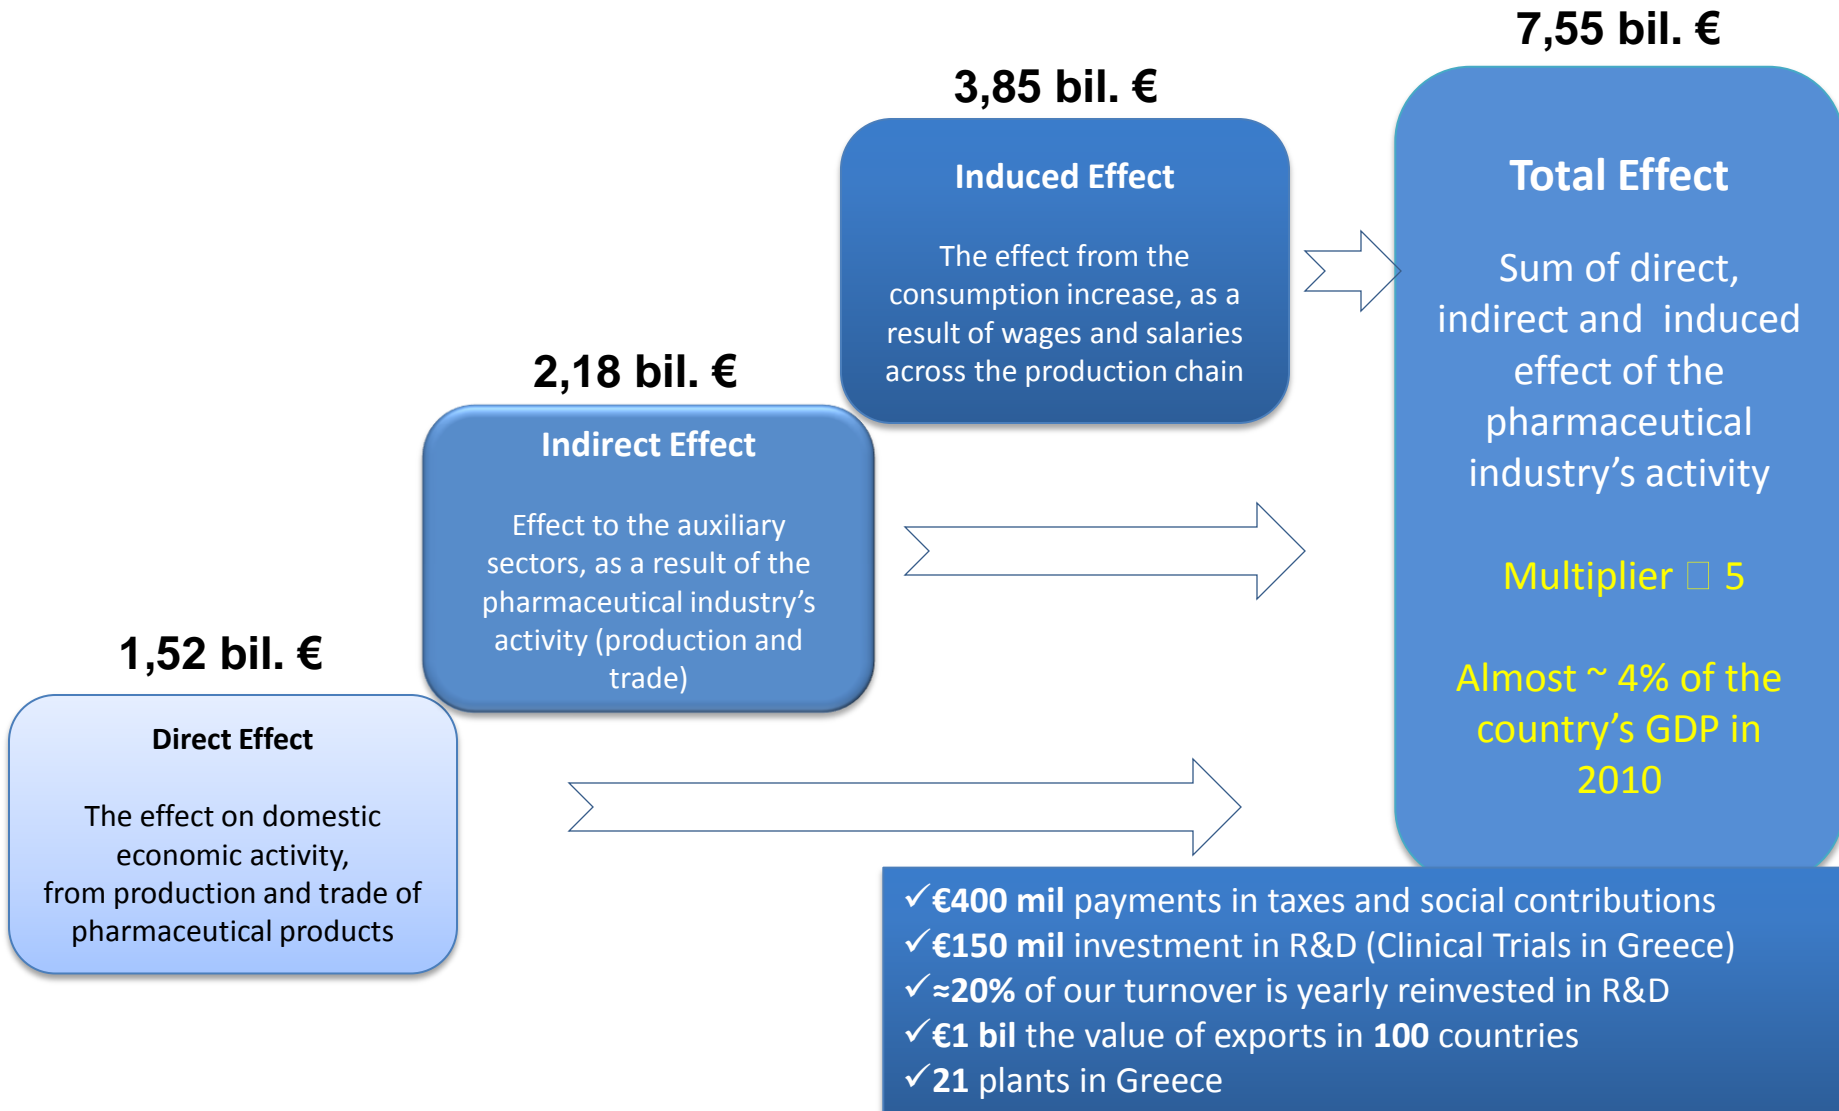 1,52 bil. €
Direct Effect
The effect on domestic
economic activity,
from production and trade of
pharmaceutical products
2,18 bil. €
Indirect Effect
Effect to the auxiliary
sectors, as a result of the
pharmaceutical industry’s
activity (production and
trade)
3,85 bil. €
Induced Effect
The effect from the
consumption increase, as a
result of wages and salaries
across the production chain
7,55 bil. €
Total Effect
Sum of direct,
indirect and  induced
effect of the
pharmaceutical
industry’s activity
Multiplier □ 5
Almost ~ 4% of the
country’s GDP in
2010
✓€400 mil payments in taxes and social contributions
✓€150 mil investment in R&D (Clinical Trials in Greece)
✓≈20% of our turnover is yearly reinvested in R&D
✓€1 bil the value of exports in 100 countries
✓21 plants in Greece